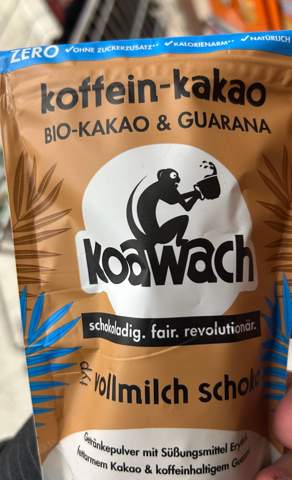 ZERO ✓OHNE ZUCKERZUSATZ** ✓KALORIENARM** ✓NATÜRLICH
koffein-kakao
BIO-KAKAO & GUARANA
koawach
schokoladig. fair. revolutionär.
vollmilch schoko
Getränkepulver mit Süßungsmittel
Kakao & koffeinhaltigem